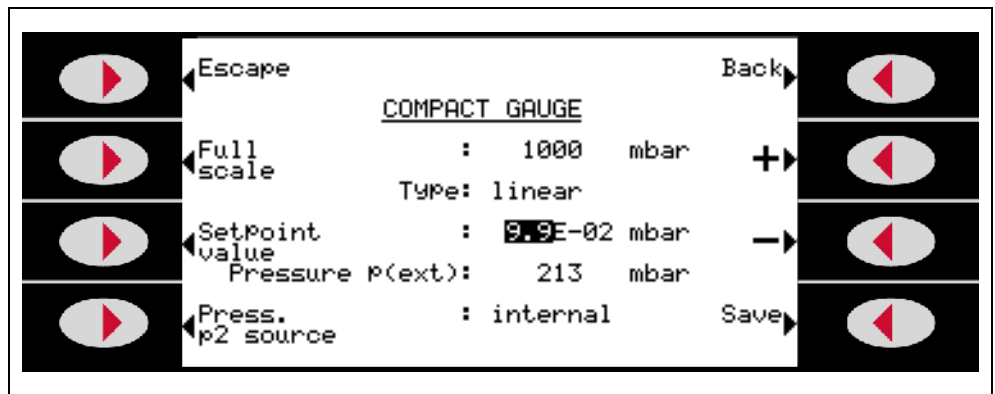 Escape Back
COMPACT GAUGE
Full scale : 1000 mbar +
Type: linear
Setpoint value : 9.9E-02 mbar −
Pressure p(ext): 213 mbar
Press. p2 source : internal Save